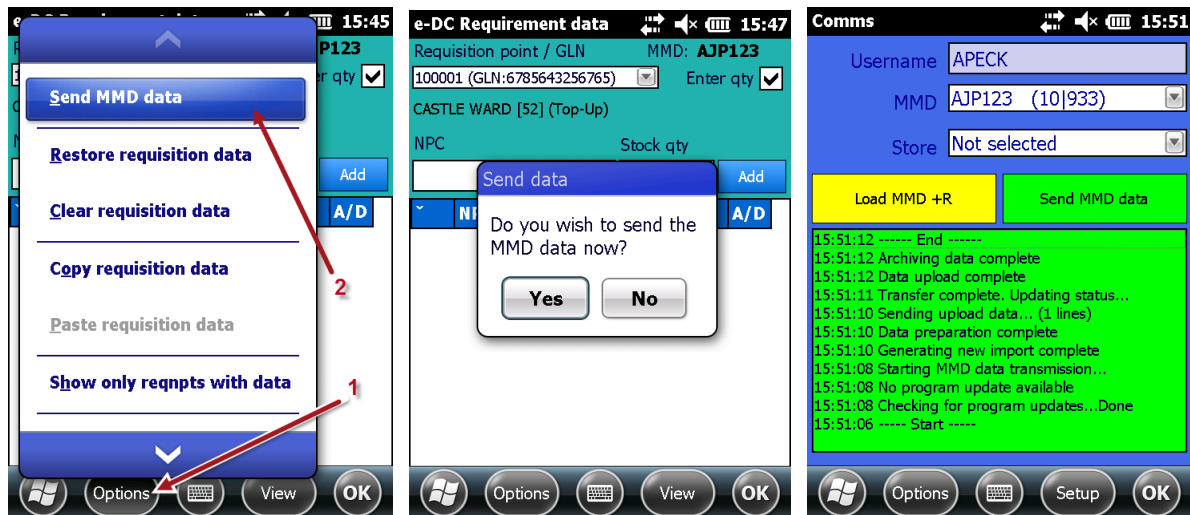 15:45
P123
er qty
Send MMD data
Restore requisition data
Add
Clear requisition data
A/D
Copy requisition data
2
Paste requisition data
Show only reqnpts with data
1
Options
View
OK
e-DC Requirement data 15:47
Requisition point / GLN MMD: AJP123
100001 (GLN:6785643256765) Enter qty
CASTLE WARD [52] (Top-Up)
NPC Stock qty
Add
Send data
A/D
Do you wish to send the
MMD data now?
Yes No
Options View OK
Comms 15:51
Username APECK
MMD AJP123 (10|933)
Store Not selected
Load MMD +R Send MMD data
15:51:12 ------ End ------
15:51:12 Archiving data complete
15:51:12 Data upload complete
15:51:11 Transfer complete. Updating status...
15:51:10 Sending upload data... (1 lines)
15:51:10 Data preparation complete
15:51:10 Generating new import complete
15:51:08 Starting MMD data transmission...
15:51:08 No program update available
15:51:08 Checking for program updates...Done
15:51:06 ----- Start -----
Options Setup OK